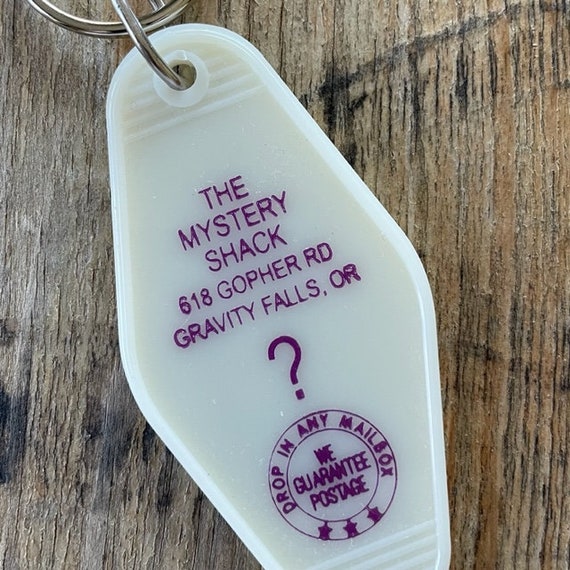 THE
MYSTERY
SHACK
618 GOPHER RD
GRAVITY FALLS, OR
?
DROP IN ANY MAILBOX
WE
GUARANTEE
POSTAGE